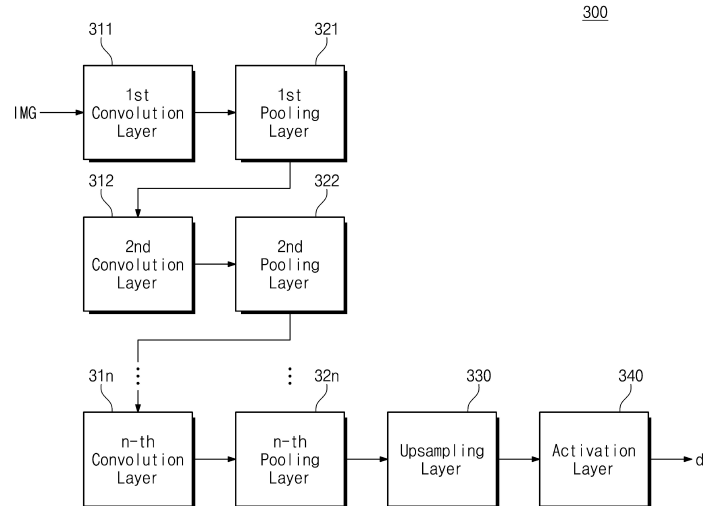 300
311
321
IMG
1st
Convolution
Layer
1st
Pooling
Layer
312
322
2nd
Convolution
Layer
2nd
Pooling
Layer
31n
32n
330
340
n-th
Convolution
Layer
n-th
Pooling
Layer
Upsampling
Layer
Activation
Layer
d